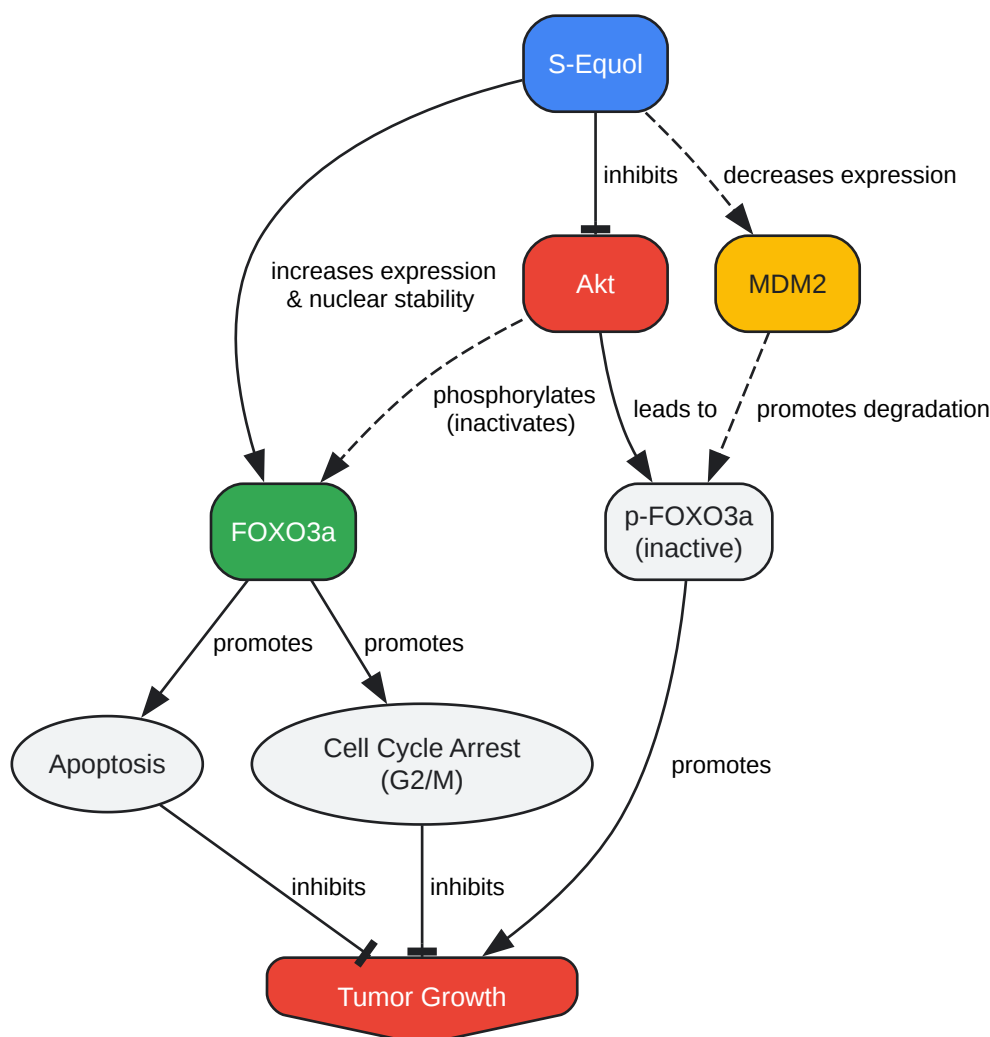 S-Equol
inhibits
decreases expression
increases expression
& nuclear stability
Akt
MDM2
phosphorylates
(inactivates)
leads to
promotes degradation
FOXO3a
p-FOXO3a
(inactive)
promotes
promotes
Apoptosis
Cell Cycle Arrest
(G2/M)
promotes
inhibits
inhibits
Tumor Growth